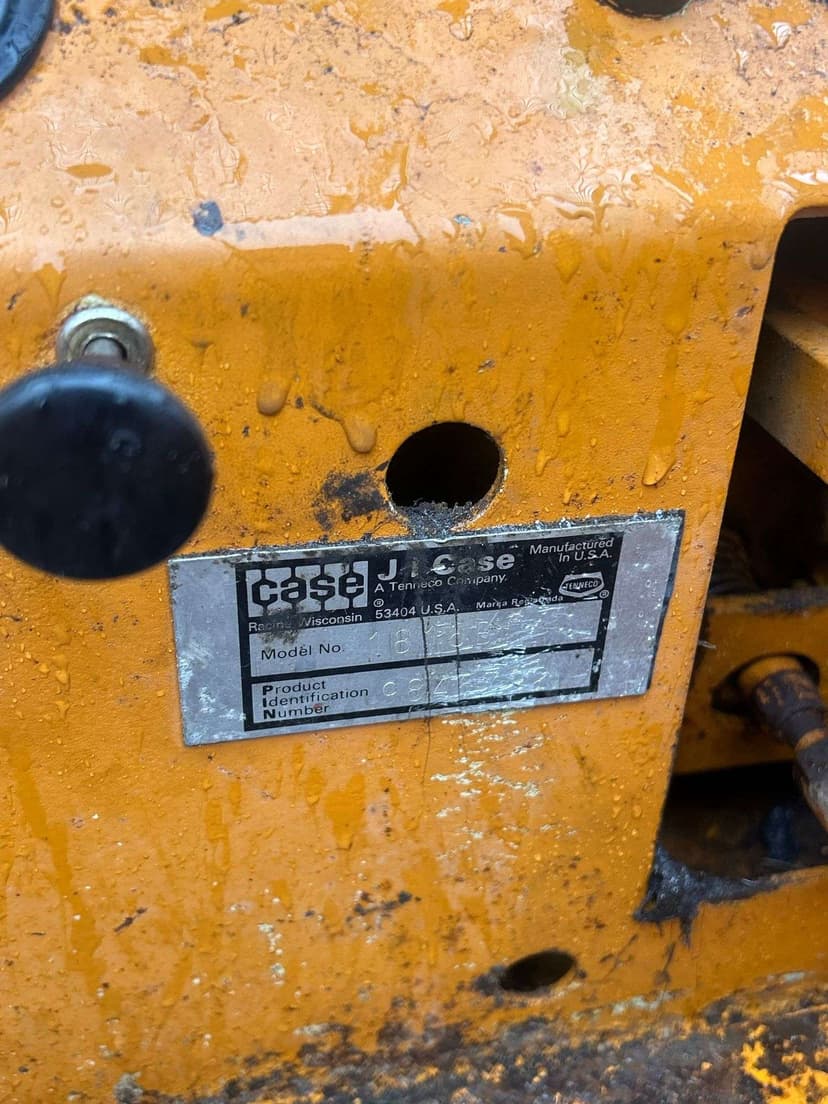 case
J I Case
A Tenneco Company
Manufactured
In U.S.A.
TENNECO
Racine Wisconsin 53404 U.S.A.
Marca Registrada
Model No.
Product
Identification
Number